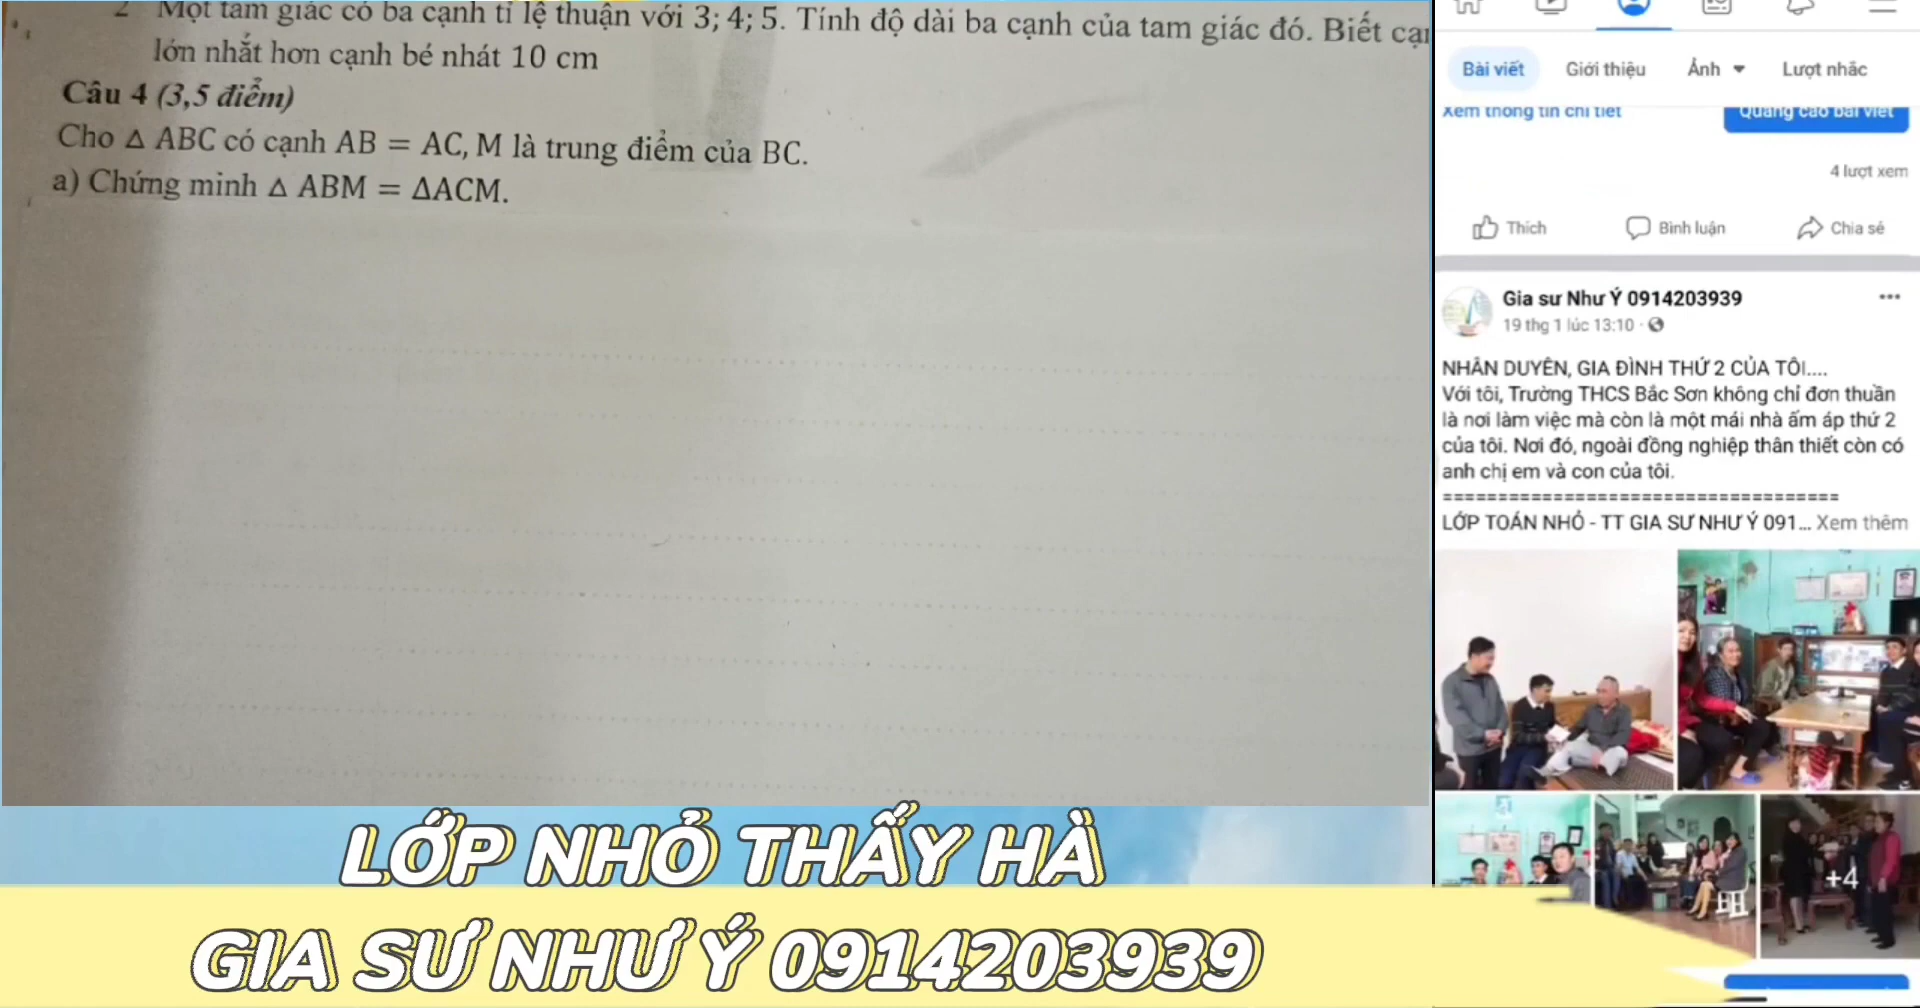 2 Một tam giác có ba cạnh tỉ lệ thuận với 3; 4; 5. Tính độ dài ba cạnh của tam giác đó. Biết
lớn nhắt hơn cạnh bé nhát 10 cm
Câu 4 (3,5 điểm)
Cho △ ABC có cạnh AB = AC, M là trung điểm của BC.
a) Chứng minh △ ABM = ΔACM.
LỚP NHỎ THẤY HÀ
GIA SƯ NHƯ Ý 0914203939
Bài viết Giới thiệu Ảnh Lượt nhắc
Xem thông tin chi tiết Quảng cáo bài viết
4 lượt xem
Thích Bình luận Chia sẻ
Gia sư Như Ý 0914203939
19 thg 1 lúc 13:10
NHÂN DUYÊN, GIA ĐÌNH THỨ 2 CỦA TÔI....
Với tôi, Trường THCS Bắc Sơn không chỉ đơn thuần
là nơi làm việc mà còn là một mái nhà ấm áp thứ 2
của tôi. Nơi đó, ngoài đồng nghiệp thân thiết còn có
anh chị em và con của tôi.
====================================
LỚP TOÁN NHỎ - TT GIA SƯ NHƯ Ý 091... Xem thêm
+4